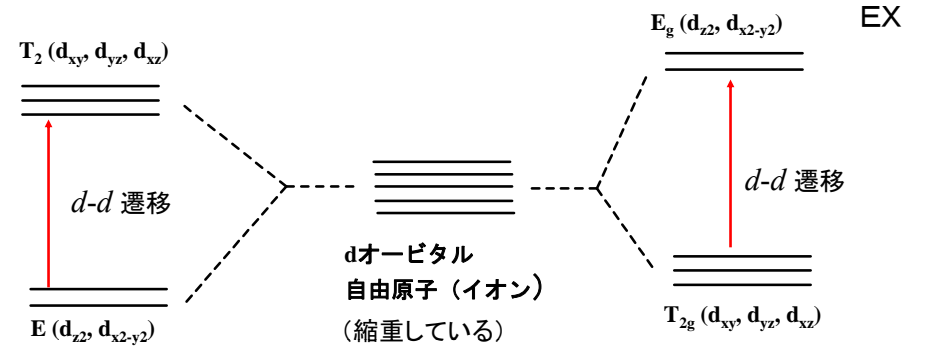 EX
T2 (dxy, dyz, dxz)
Eg (dz2, dx2-y2)
d-d 遷移
d-d 遷移
dオービタル
自由原子（イオン）
（縮重している）
E (dz2, dx2-y2)
T2g (dxy, dyz, dxz)